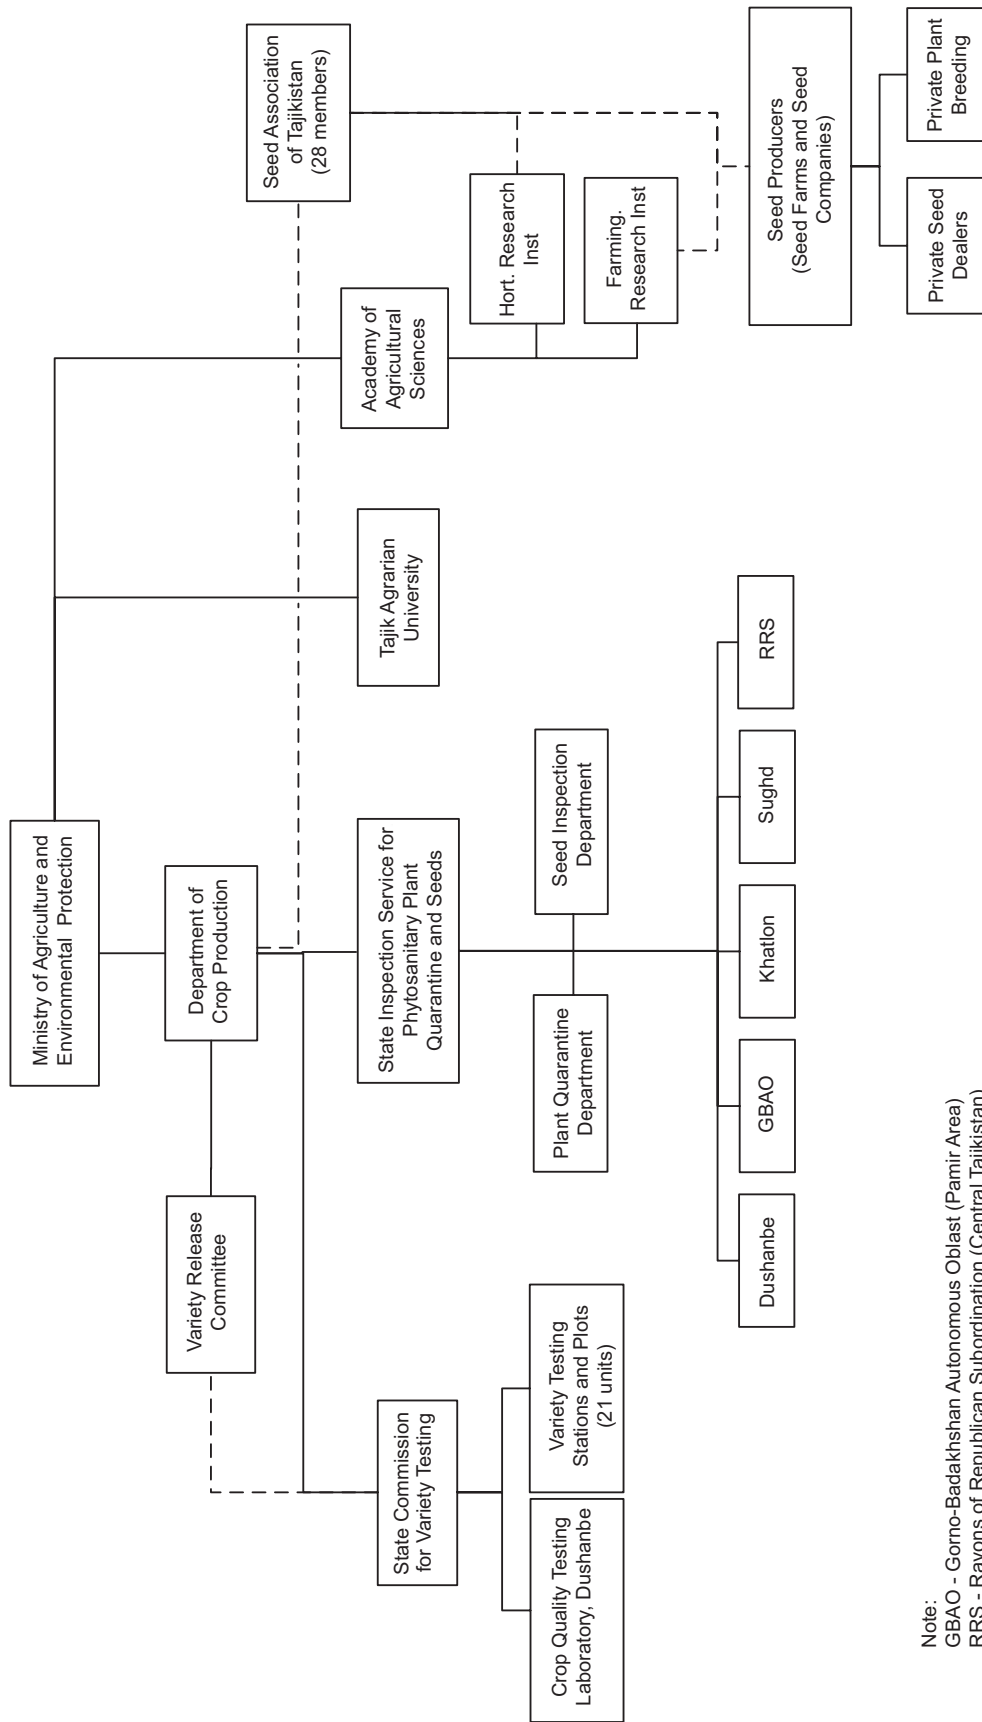 Ministry of Agriculture and
Environmental Protection
Seed Association
of Tajikistan
(28 members)
Variety Release
Committee
Department of
Crop Production
Academy of
Agricultural
Sciences
Tajik Agrarian
University
State Inspection Service for
Phytosanitary Plant
Quarantine and Seeds
State Commission
for Variety Testing
Hort. Research
Inst
Farming.
Research Inst
Crop Quality Testing
Laboratory, Dushanbe
Variety Testing
Stations and Plots
(21 units)
Plant Quarantine
Department
Seed Inspection
Department
Dushanbe
GBAO
Khatlon
Sughd
RRS
Seed Producers
(Seed Farms and Seed
Companies)
Private Seed
Dealers
Private Plant
Breeding
Note:
GBAO - Gorno-Badakhshan Autonomous Oblast (Pamir Area)
RRS - Rayons of Republican Subordination (Central Tajikistan)